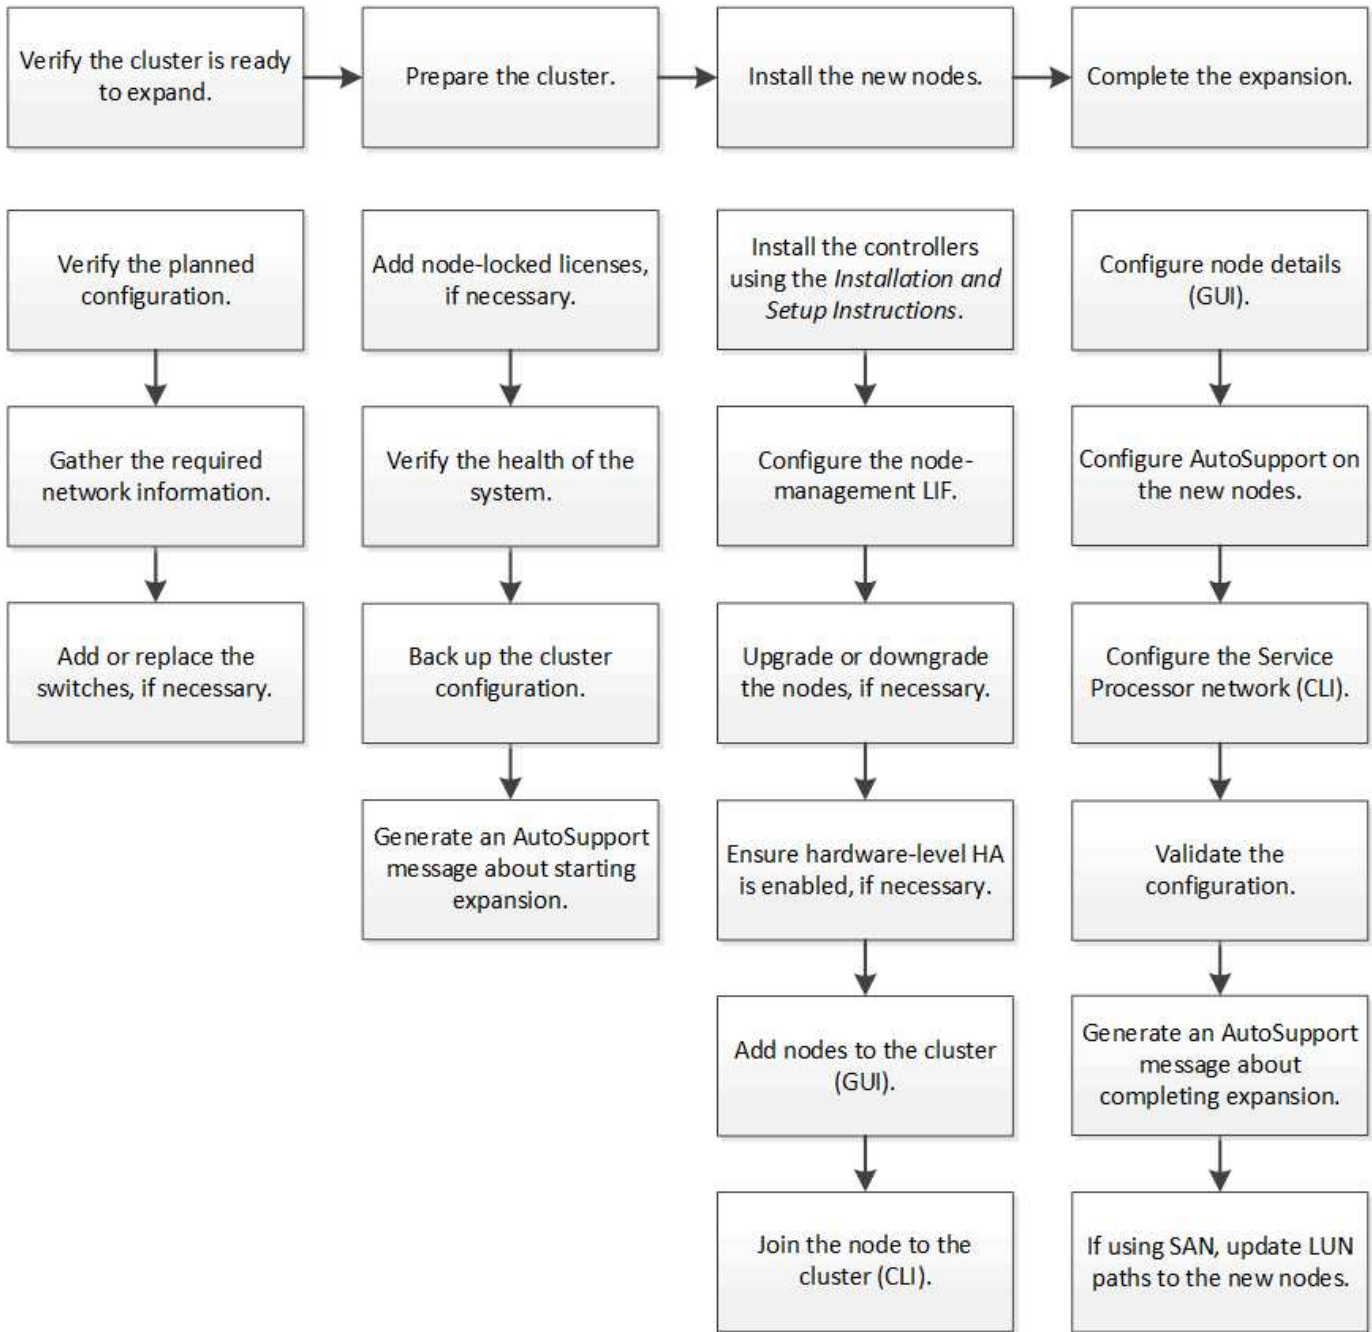 Verify the cluster is ready
to expand.
Prepare the cluster.
Install the new nodes.
Complete the expansion.
Verify the planned
configuration.
Gather the required
network information.
Add or replace the
switches, if necessary.
Add node-locked licenses,
if necessary.
Verify the health of the
system.
Back up the cluster
configuration.
Generate an AutoSupport
message about starting
expansion.
Install the controllers
using the Installation and
Setup Instructions.
Configure the node-
management LIF.
Upgrade or downgrade
the nodes, if necessary.
Ensure hardware-level HA
is enabled, if necessary.
Add nodes to the cluster
(GUI).
Join the node to the
cluster (CLI).
Configure node details
(GUI).
Configure AutoSupport on
the new nodes.
Configure the Service
Processor network (CLI).
Validate the
configuration.
Generate an AutoSupport
message about
completing expansion.
If using SAN, update LUN
paths to the new nodes.